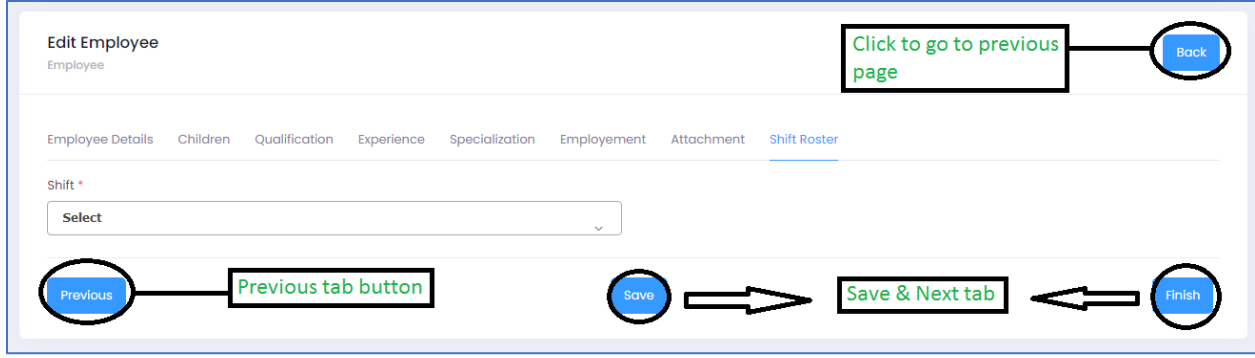 Edit Employee
Employee
Click to go to previous
page
Back
Employee Details Children Qualification Experience Specialization Employement Attachment Shift Roster
Shift *
Select
Previous
Previous tab button
Save
Save & Next tab
Finish